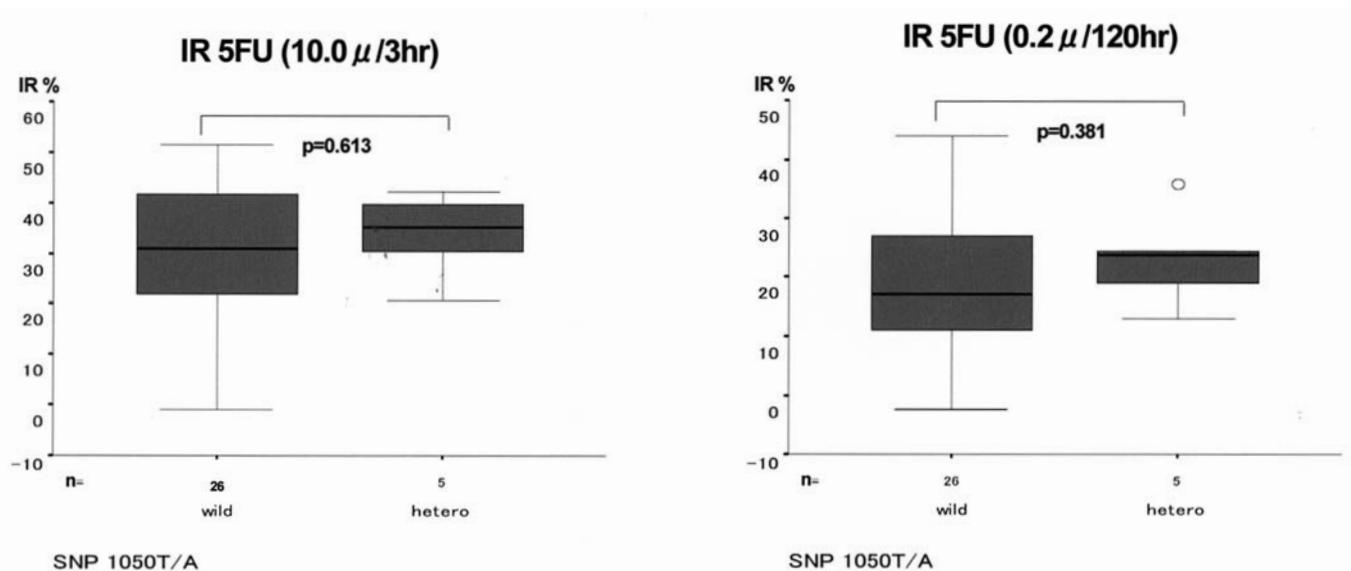 IR 5FU (10.0 μ/3hr)
IR %
60
50
40
30
20
10
0
-10
p=0.613
n=
26
5
wild
hetero
SNP 1050T/A
IR 5FU (0.2 μ/120hr)
IR %
50
40
30
20
10
0
-10
p=0.381
n=
26
5
wild
hetero
SNP 1050T/A